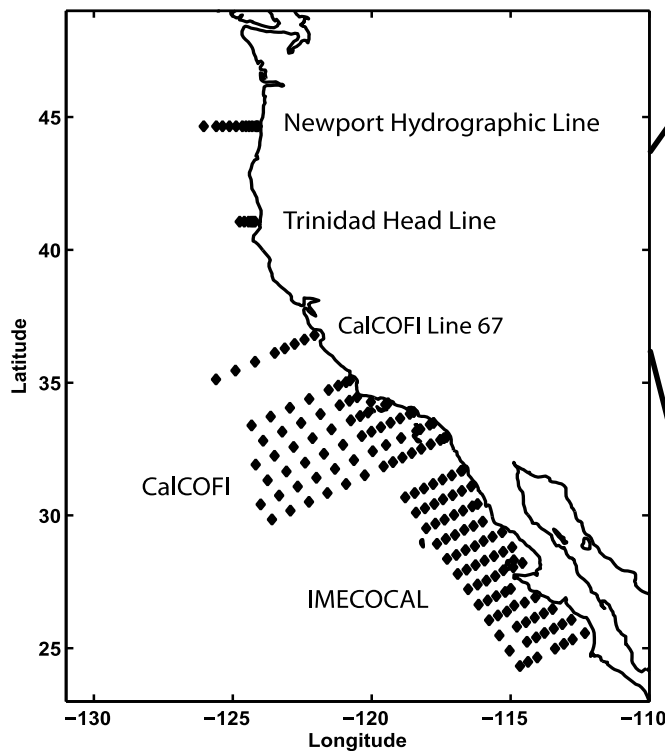 45
40
35
30
25
Latitude
Newport Hydrographic Line
Trinidad Head Line
CalCOFI Line 67
CalCOFI
IMECOCAL
−130
−125
−120
−115
−110
Longitude